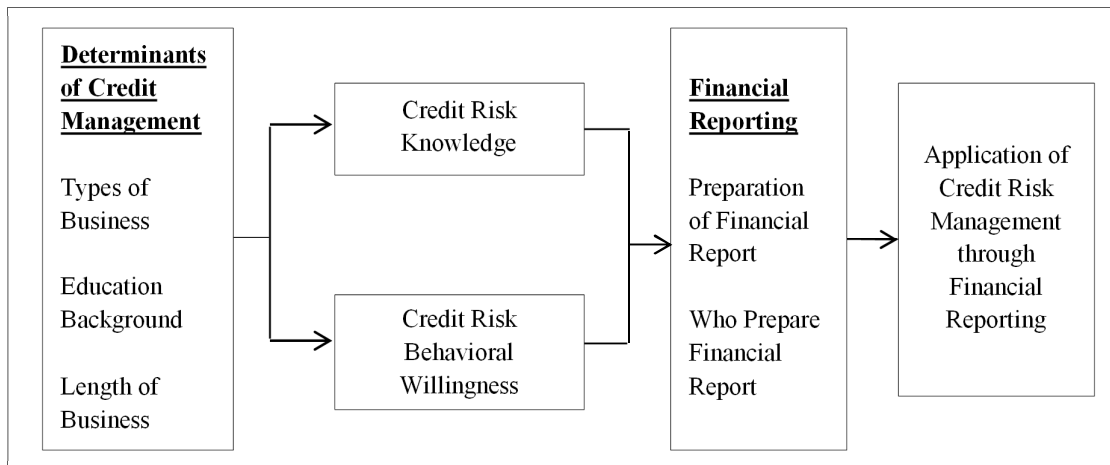 Determinants
of Credit
Management
Types of
Business
Education
Background
Length of
Business
Credit Risk
Knowledge
Credit Risk
Behavioral
Willingness
Financial
Reporting
Preparation
of Financial
Report
Who Prepare
Financial
Report
Application of
Credit Risk
Management
through
Financial
Reporting